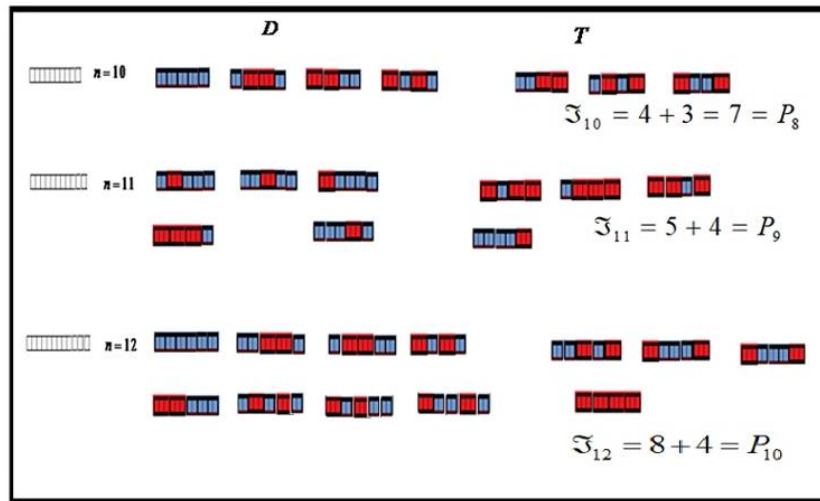 D T
n=10
ℑ₁₀ = 4 + 3 = 7 = P₈
n=11
ℑ₁₁ = 5 + 4 = P₉
n=12
ℑ₁₂ = 8 + 4 = P₁₀